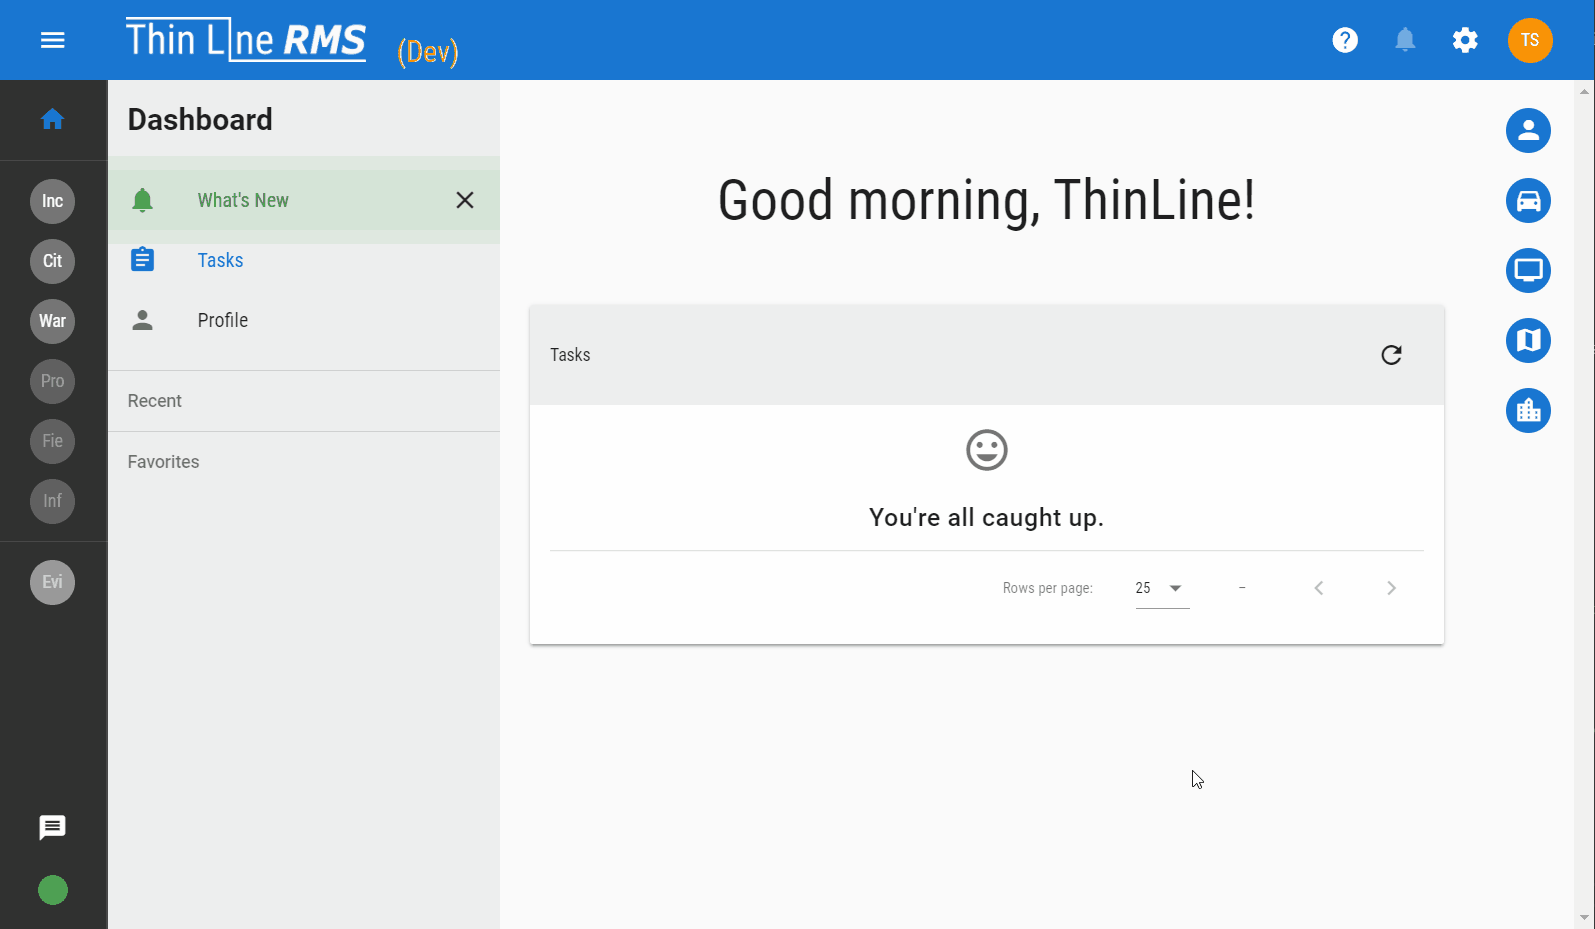 Thin Line RMS (Dev)
TS
Dashboard
Inc
What's New
Good morning, ThinLine!
Cit
Tasks
War
Profile
Tasks
Pro
Recent
Fie
Favorites
Inf
You're all caught up.
Evi
Rows per page: 25 –